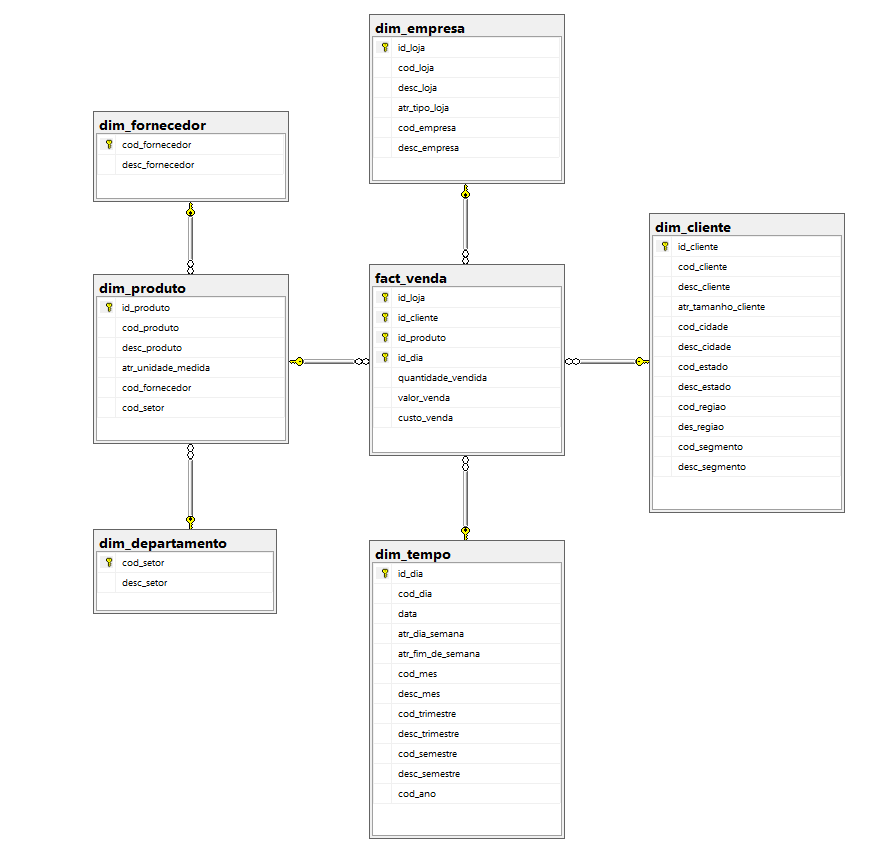 dim_empresa
id_loja
cod_loja
desc_loja
atr_tipo_loja
cod_empresa
desc_empresa
dim_fornecedor
cod_fornecedor
desc_fornecedor
dim_produto
id_produto
cod_produto
desc_produto
atr_unidade_medida
cod_fornecedor
cod_setor
fact_venda
id_loja
id_cliente
id_produto
id_dia
quantidade_vendida
valor_venda
custo_venda
dim_cliente
id_cliente
cod_cliente
desc_cliente
atr_tamanho_cliente
cod_cidade
desc_cidade
cod_estado
desc_estado
cod_regiao
des_regiao
cod_segmento
desc_segmento
dim_departamento
cod_setor
desc_setor
dim_tempo
id_dia
cod_dia
data
atr_dia_semana
atr_fim_de_semana
cod_mes
desc_mes
cod_trimestre
desc_trimestre
cod_semestre
desc_semestre
cod_ano